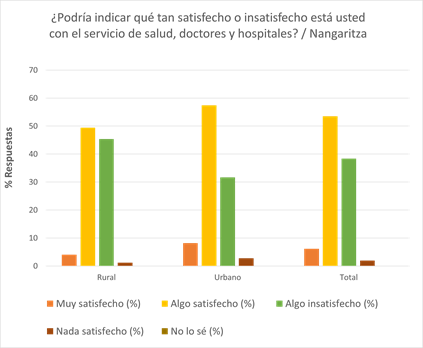 ¿Podría indicar qué tan satisfecho o insatisfecho está usted
con el servicio de salud, doctores y hospitales? / Nangaritza
% Respuestas
70
60
50
40
30
20
10
0
Rural Urbano Total
Muy satisfecho (%) Algo satisfecho (%) Algo insatisfecho (%)
Nada satisfecho (%) No lo sé (%)